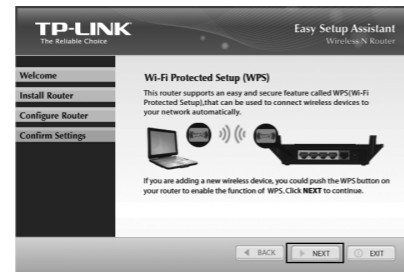 TP-LINK
The Reliable Choice
Easy Setup Assistant
Wireless N Router
Welcome
Install Router
Configure Router
Confirm Settings
Wi-Fi Protected Setup (WPS)
This router supports an easy and secure feature called WPS(Wi-Fi
Protected Setup),that can be used to connect wireless devices to
your network automatically.
If you are adding a new wireless device, you could push the WPS button on
your router to enable the function of WPS. Click NEXT to continue.
BACK
NEXT
EXIT